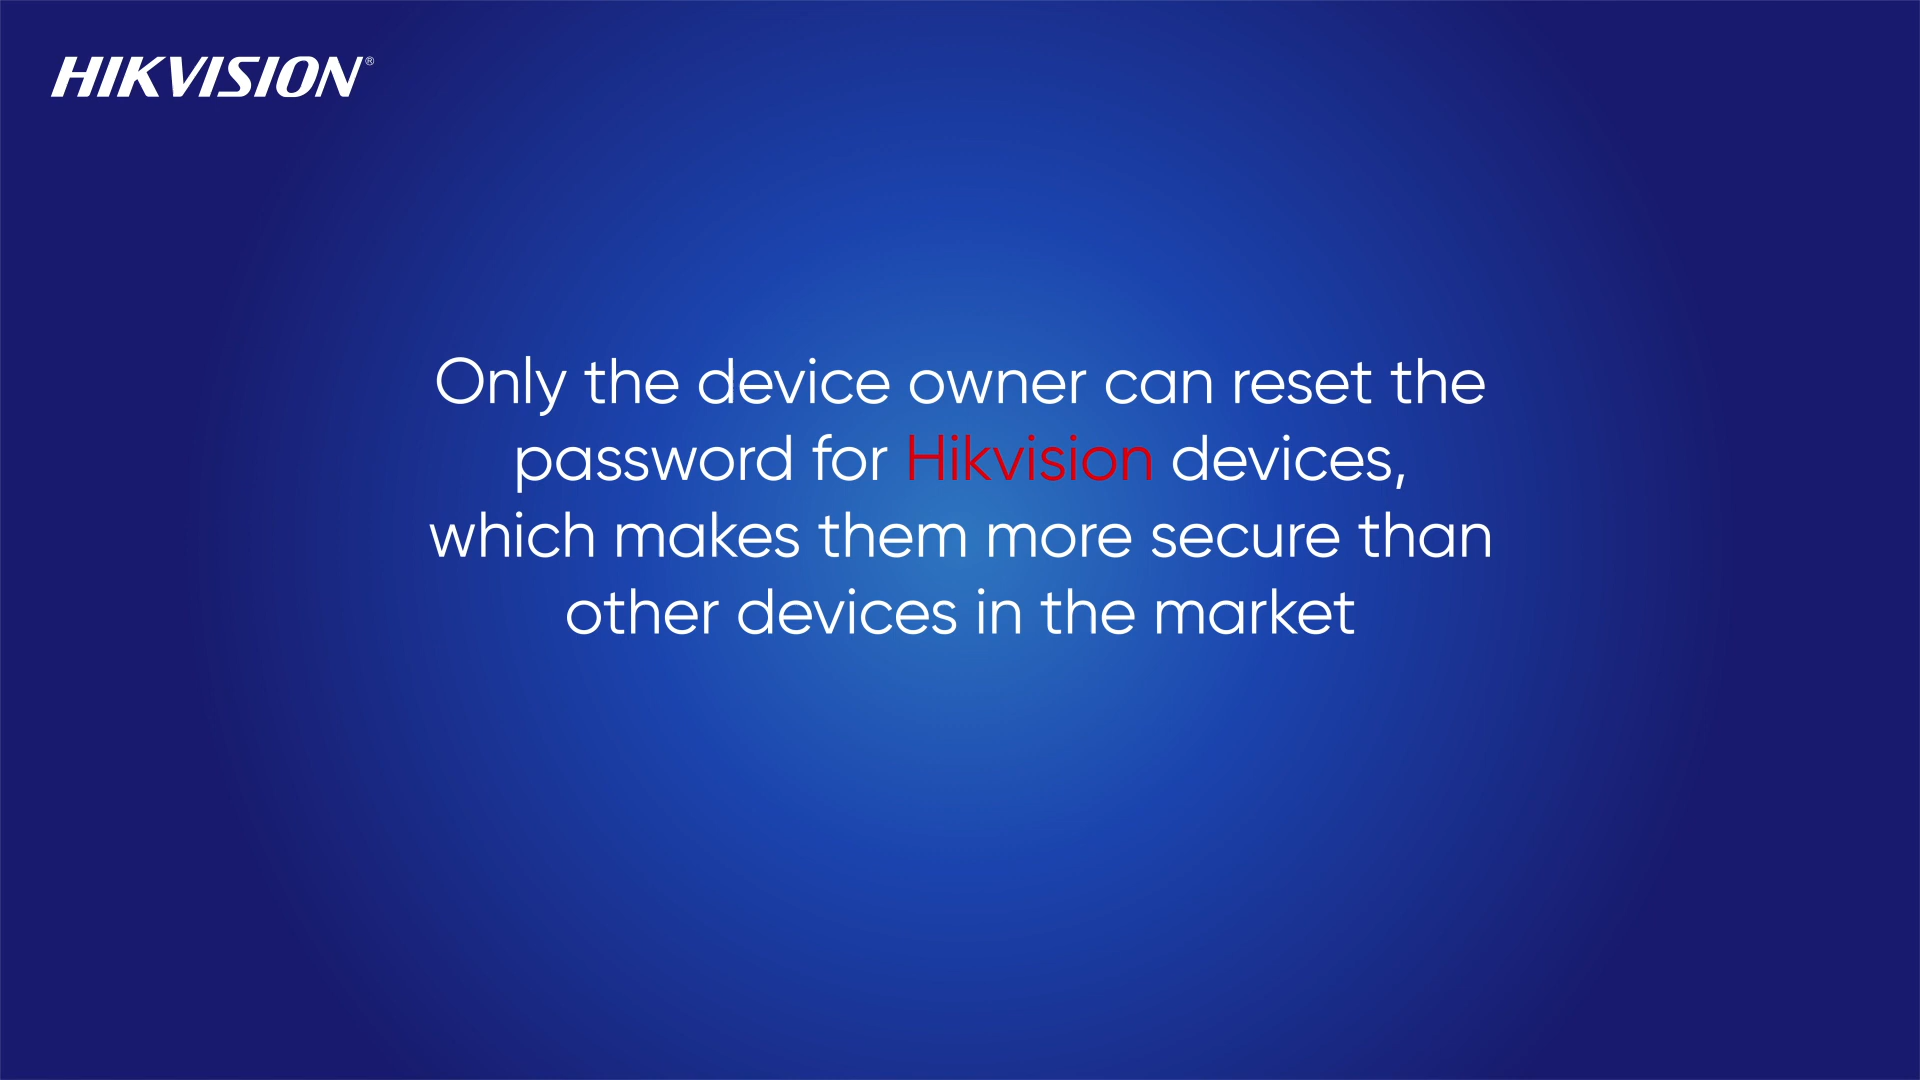 HIKVISION®
Only the device owner can reset the
password for Hikvision devices,
which makes them more secure than
other devices in the market